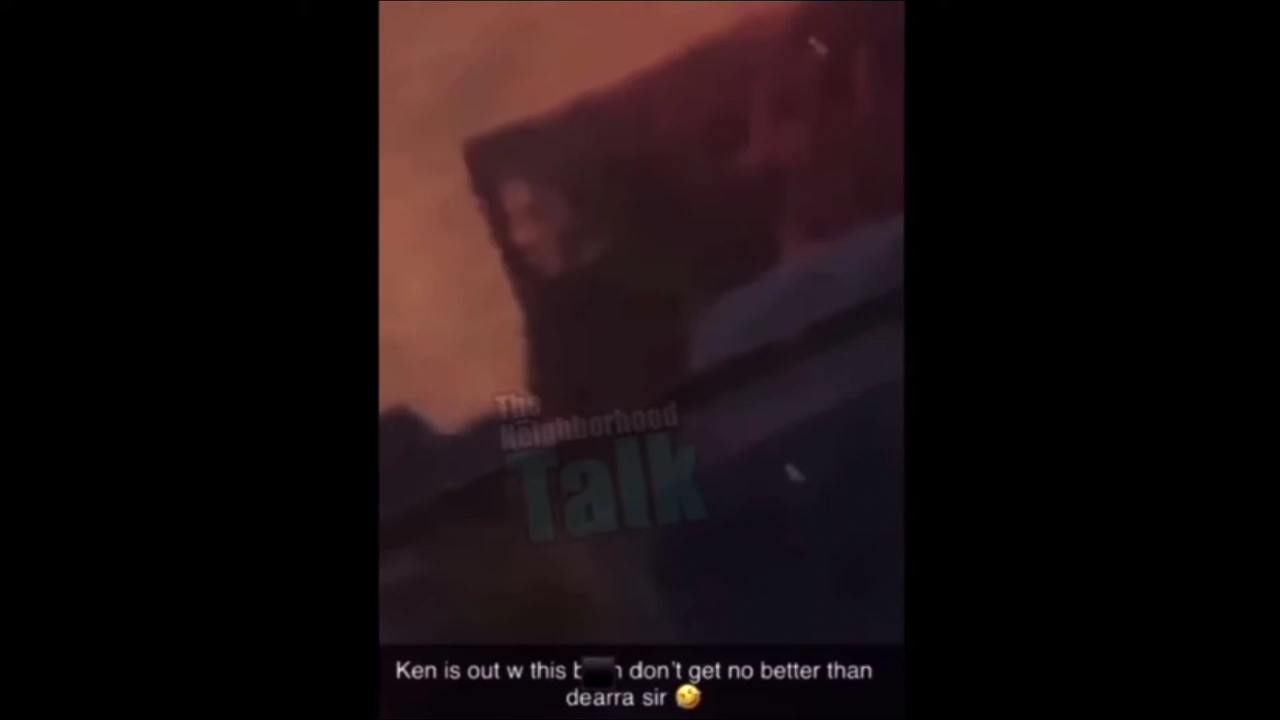 The
Neighborhood
Talk
Ken is out w this b n don't get no better than
dearra sir 🤣